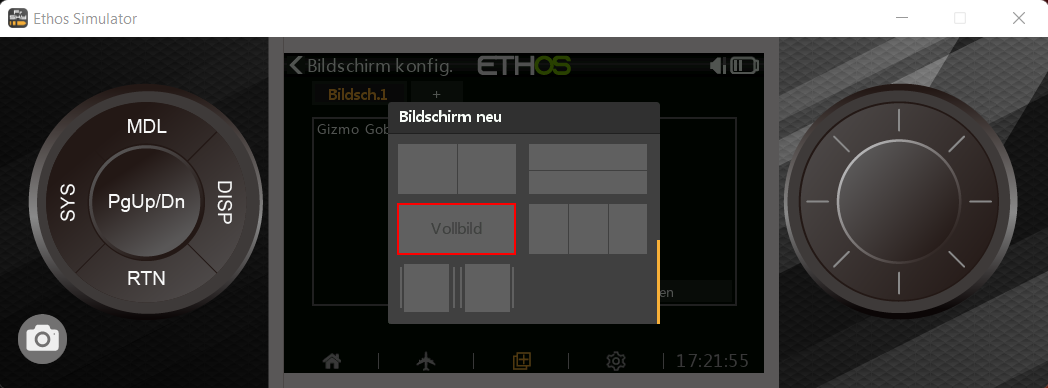 Ethos Simulator
MDL
SYS
PgUp/Dn
DISP
RTN
Bildschirm konfig.
ETHOS
Bildsch.1
+
Gizmo Gob
Bildschirm neu
Vollbild
en
17:21:55